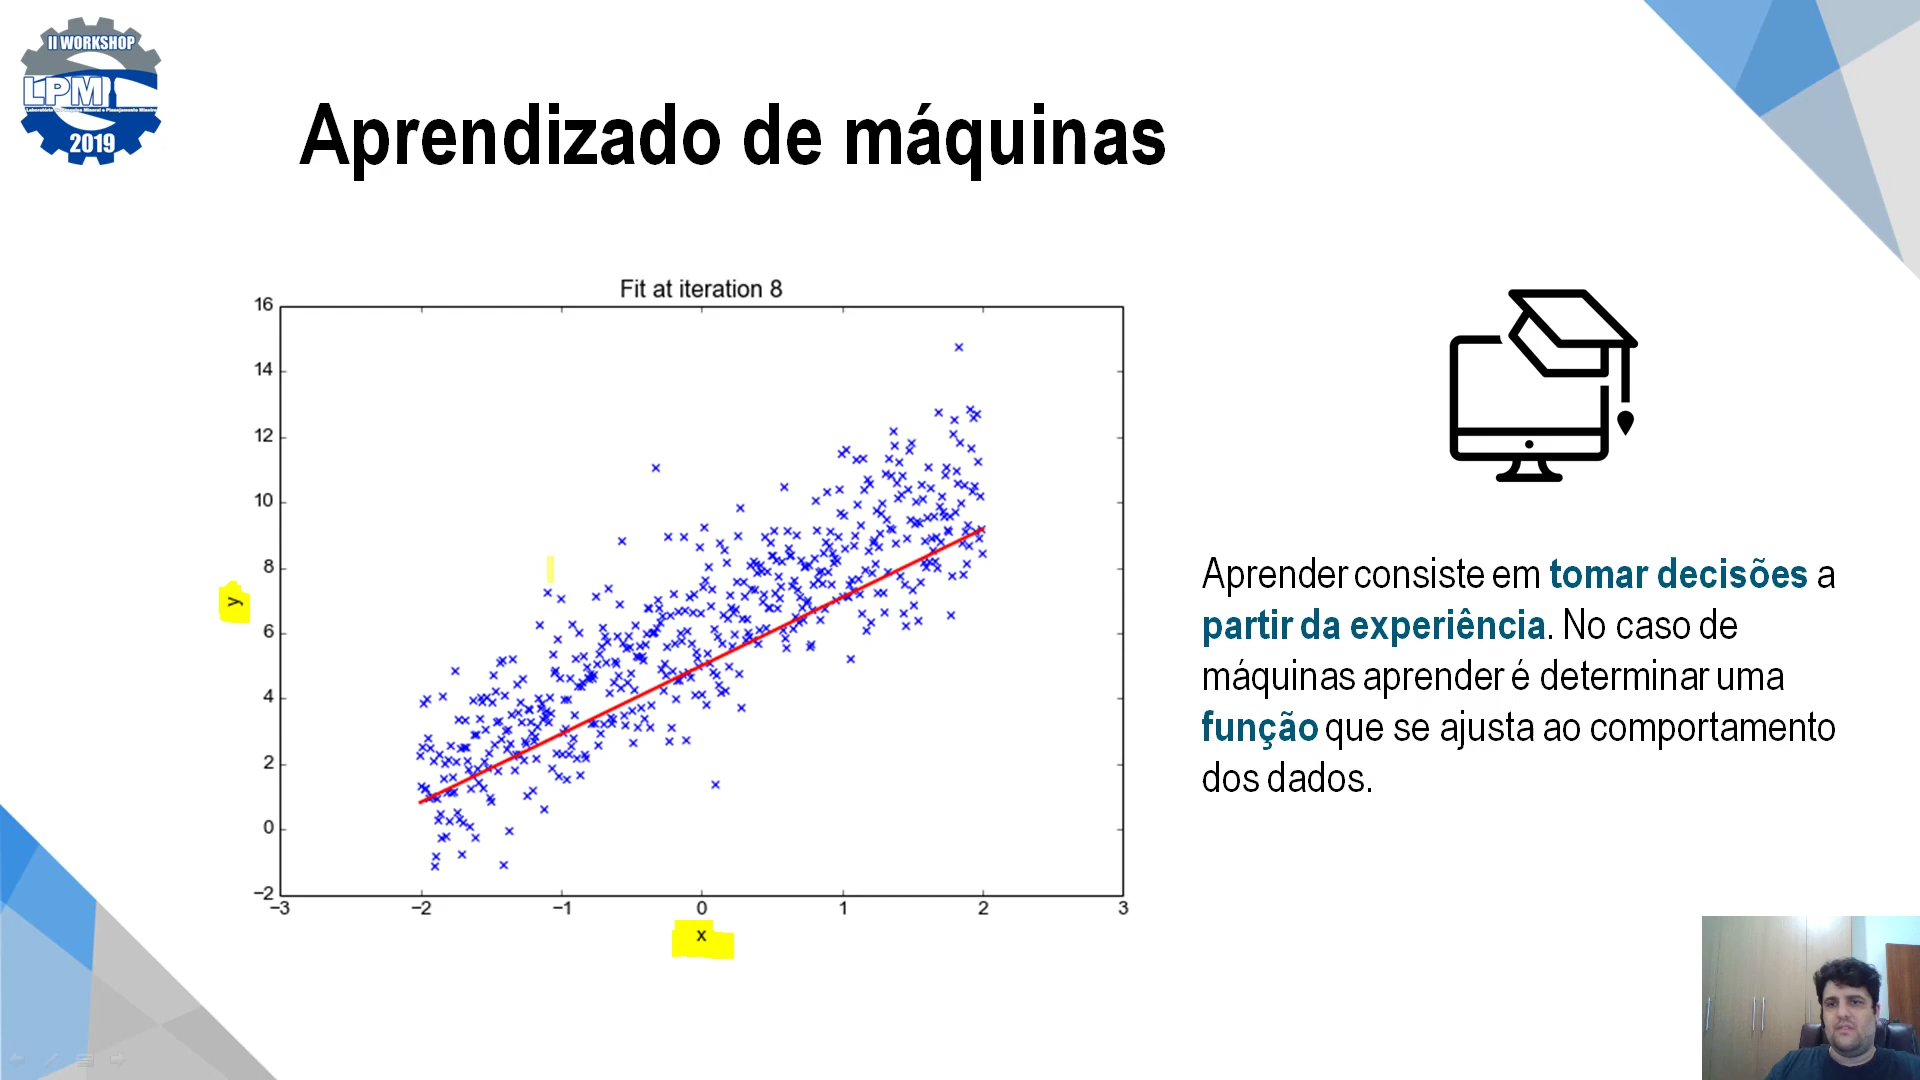 II WORKSHOP
LPM
2019
Aprendizado de máquinas
Fit at iteration 8
16
14
12
10
8
6
4
2
0
−2
y
−3 −2 −1 0 1 2 3
x
Aprender consiste em tomar decisões a
partir da experiência. No caso de
máquinas aprender é determinar uma
função que se ajusta ao comportamento
dos dados.